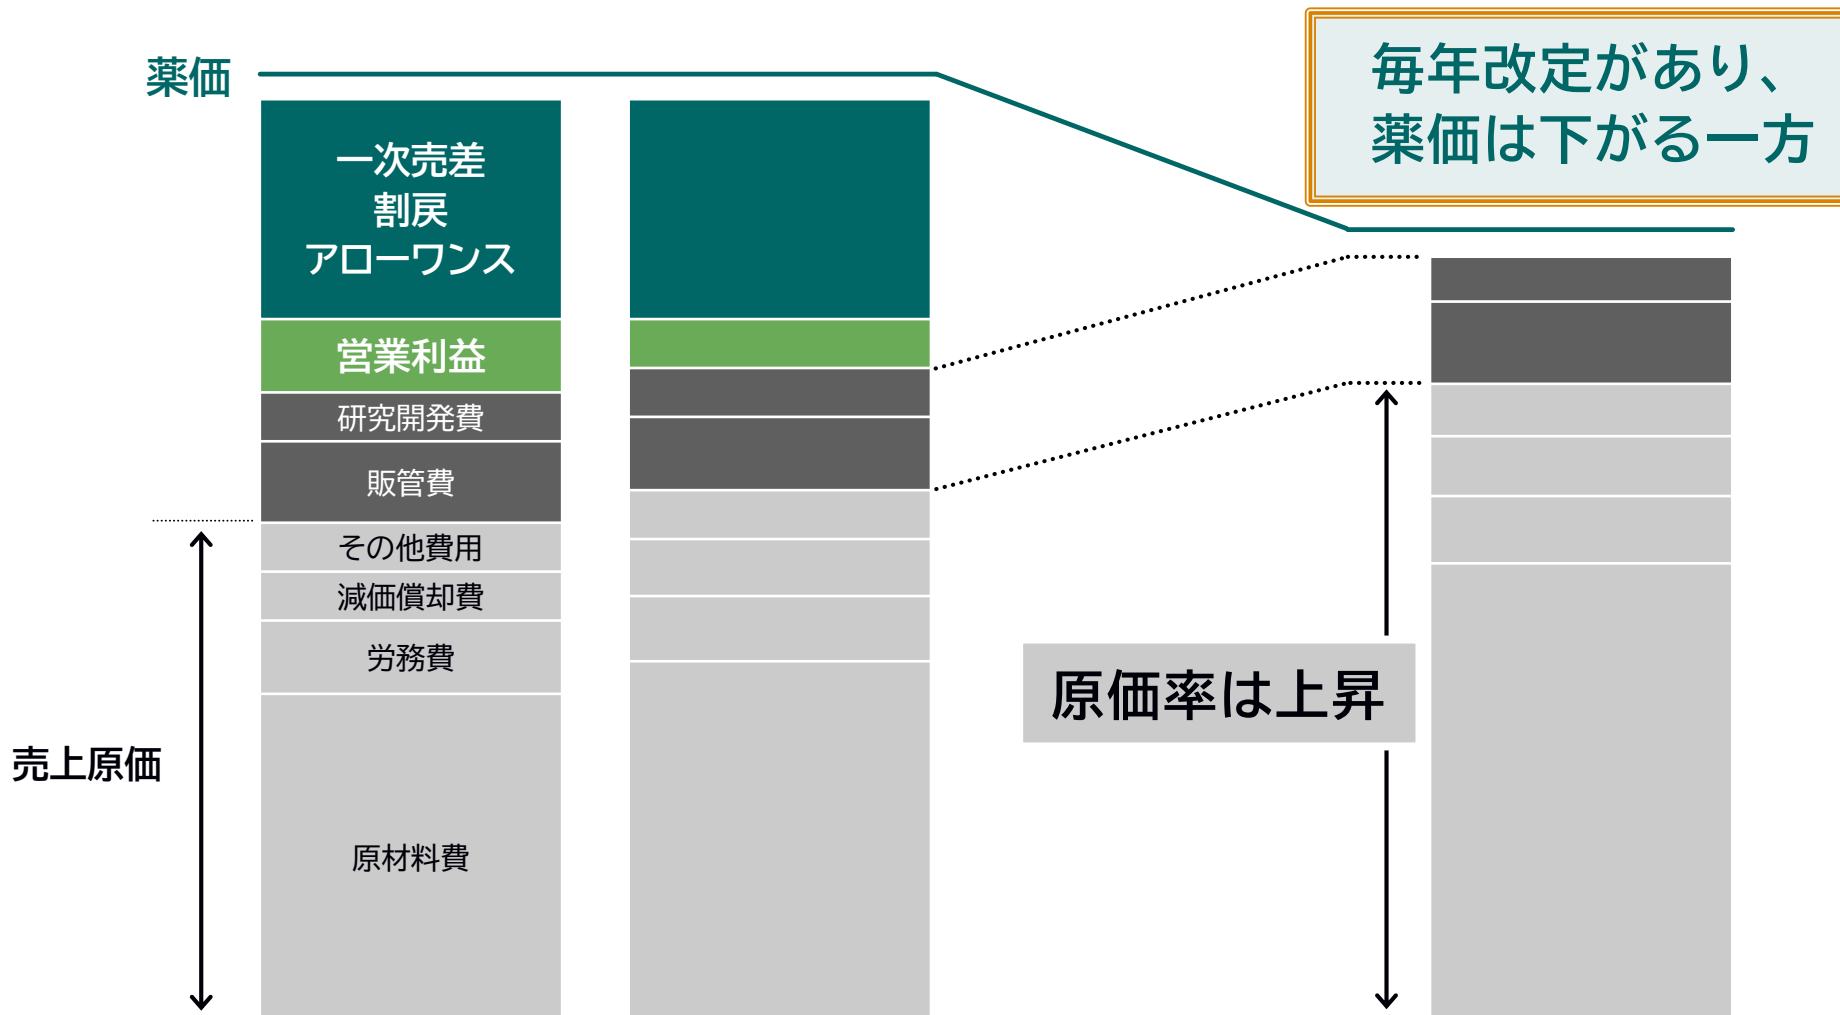 薬価
毎年改定があり、
薬価は下がる一方
一次売差
割戻
アローワンス
営業利益
研究開発費
販管費
その他費用
減価償却費
労務費
原材料費
売上原価
原価率は上昇